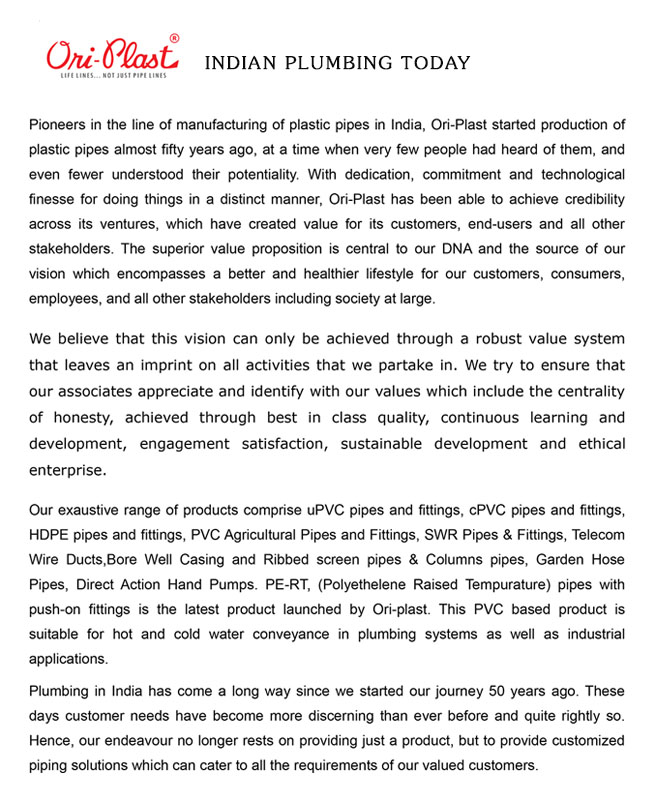 Ori-Plast®
LIFE LINES... NOT JUST PIPE LINES
INDIAN PLUMBING TODAY
Pioneers in the line of manufacturing of plastic pipes in India, Ori-Plast started production of
plastic pipes almost fifty years ago, at a time when very few people had heard of them, and
even fewer understood their potentiality. With dedication, commitment and technological
finesse for doing things in a distinct manner, Ori-Plast has been able to achieve credibility
across its ventures, which have created value for its customers, end-users and all other
stakeholders. The superior value proposition is central to our DNA and the source of our
vision which encompasses a better and healthier lifestyle for our customers, consumers,
employees, and all other stakeholders including society at large.
We believe that this vision can only be achieved through a robust value system
that leaves an imprint on all activities that we partake in. We try to ensure that
our associates appreciate and identify with our values which include the centrality
of honesty, achieved through best in class quality, continuous learning and
development, engagement satisfaction, sustainable development and ethical
enterprise.
Our exaustive range of products comprise uPVC pipes and fittings, cPVC pipes and fittings,
HDPE pipes and fittings, PVC Agricultural Pipes and Fittings, SWR Pipes & Fittings, Telecom
Wire Ducts,Bore Well Casing and Ribbed screen pipes & Columns pipes, Garden Hose
Pipes, Direct Action Hand Pumps. PE-RT, (Polyethelene Raised Tempurature) pipes with
push-on fittings is the latest product launched by Ori-plast. This PVC based product is
suitable for hot and cold water conveyance in plumbing systems as well as industrial
applications.
Plumbing in India has come a long way since we started our journey 50 years ago. These
days customer needs have become more discerning than ever before and quite rightly so.
Hence, our endeavour no longer rests on providing just a product, but to provide customized
piping solutions which can cater to all the requirements of our valued customers.